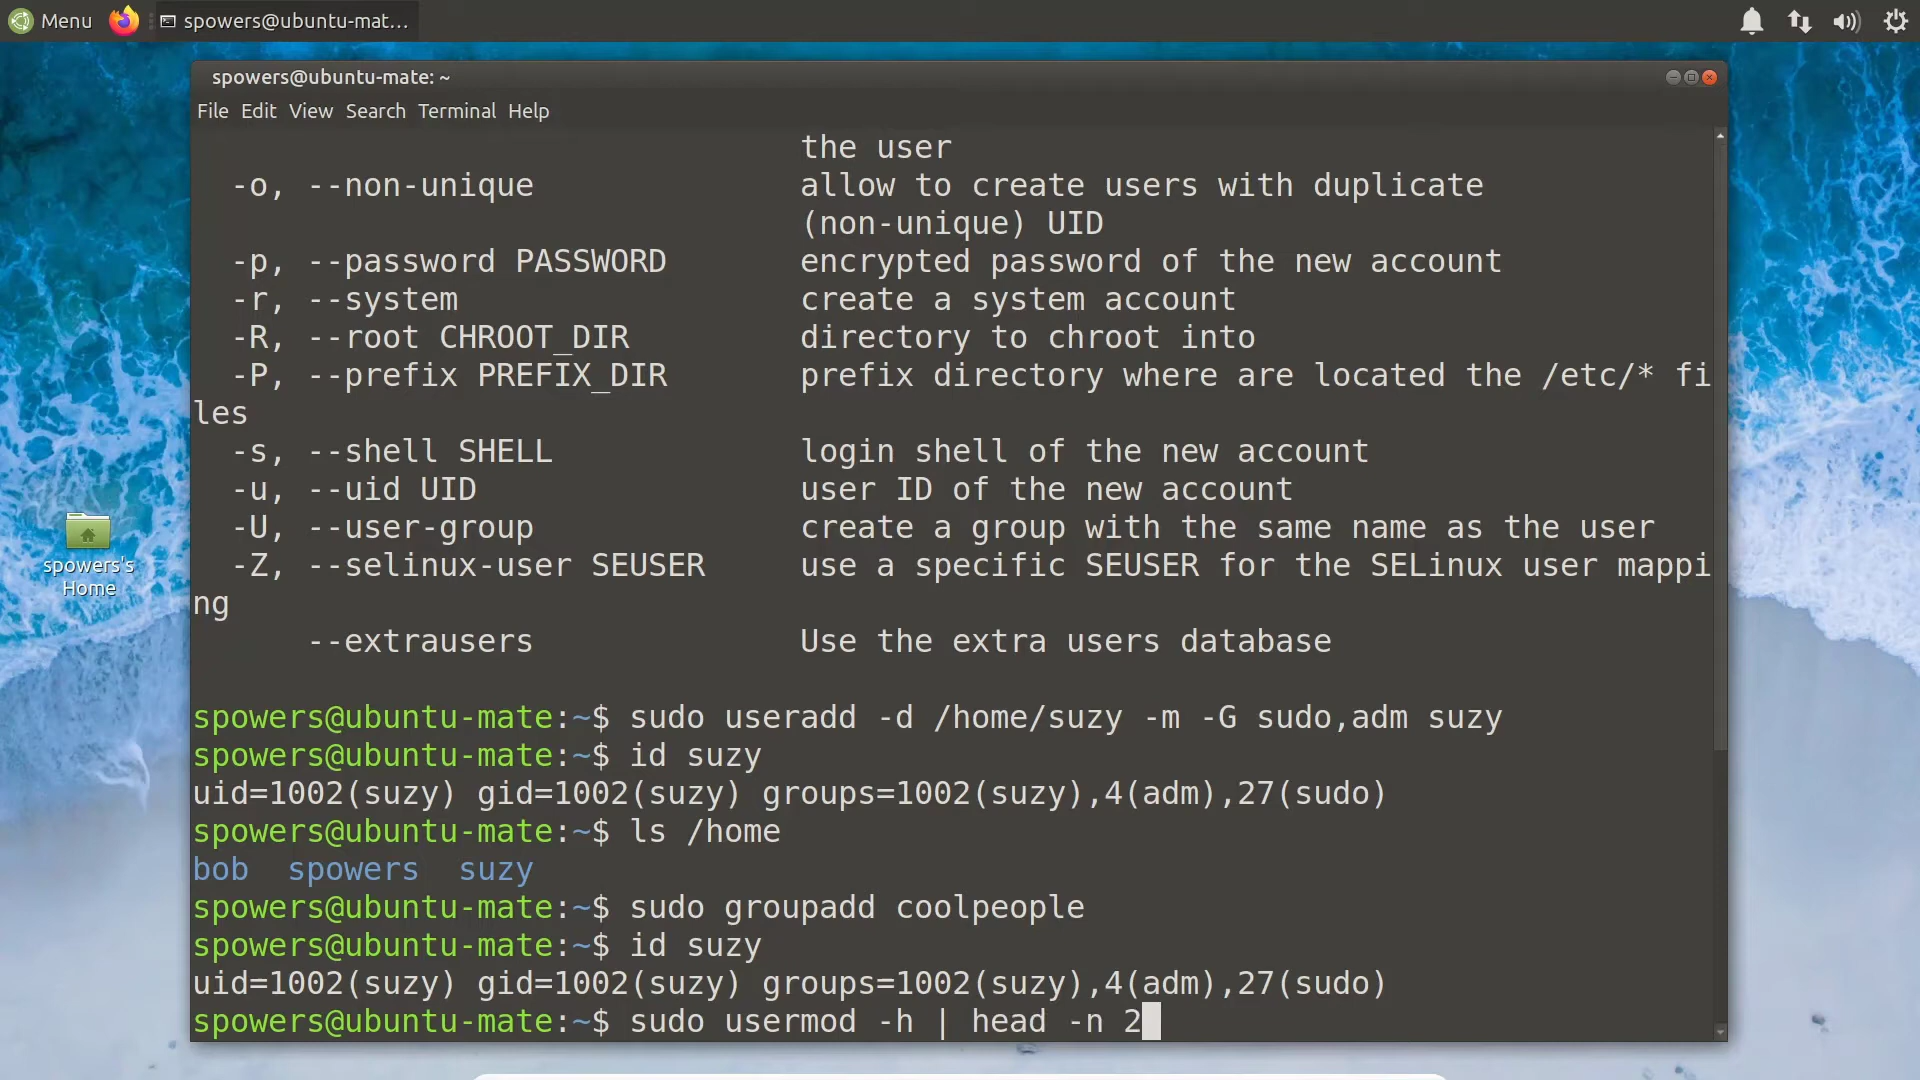 Menu spowers@ubuntu-mat...
spowers@ubuntu-mate: ~
File Edit View Search Terminal Help
the user
-o, --non-unique allow to create users with duplicate
(non-unique) UID
-p, --password PASSWORD encrypted password of the new account
-r, --system create a system account
-R, --root CHROOT_DIR directory to chroot into
-P, --prefix PREFIX_DIR prefix directory where are located the /etc/* fi
les
-s, --shell SHELL login shell of the new account
-u, --uid UID user ID of the new account
-U, --user-group create a group with the same name as the user
-Z, --selinux-user SEUSER use a specific SEUSER for the SELinux user mappi
ng
--extrausers Use the extra users database
spowers@ubuntu-mate:~$ sudo useradd -d /home/suzy -m -G sudo,adm suzy
spowers@ubuntu-mate:~$ id suzy
uid=1002(suzy) gid=1002(suzy) groups=1002(suzy),4(adm),27(sudo)
spowers@ubuntu-mate:~$ ls /home
bob spowers suzy
spowers@ubuntu-mate:~$ sudo groupadd coolpeople
spowers@ubuntu-mate:~$ id suzy
uid=1002(suzy) gid=1002(suzy) groups=1002(suzy),4(adm),27(sudo)
spowers@ubuntu-mate:~$ sudo usermod -h | head -n 2
spowers's
Home